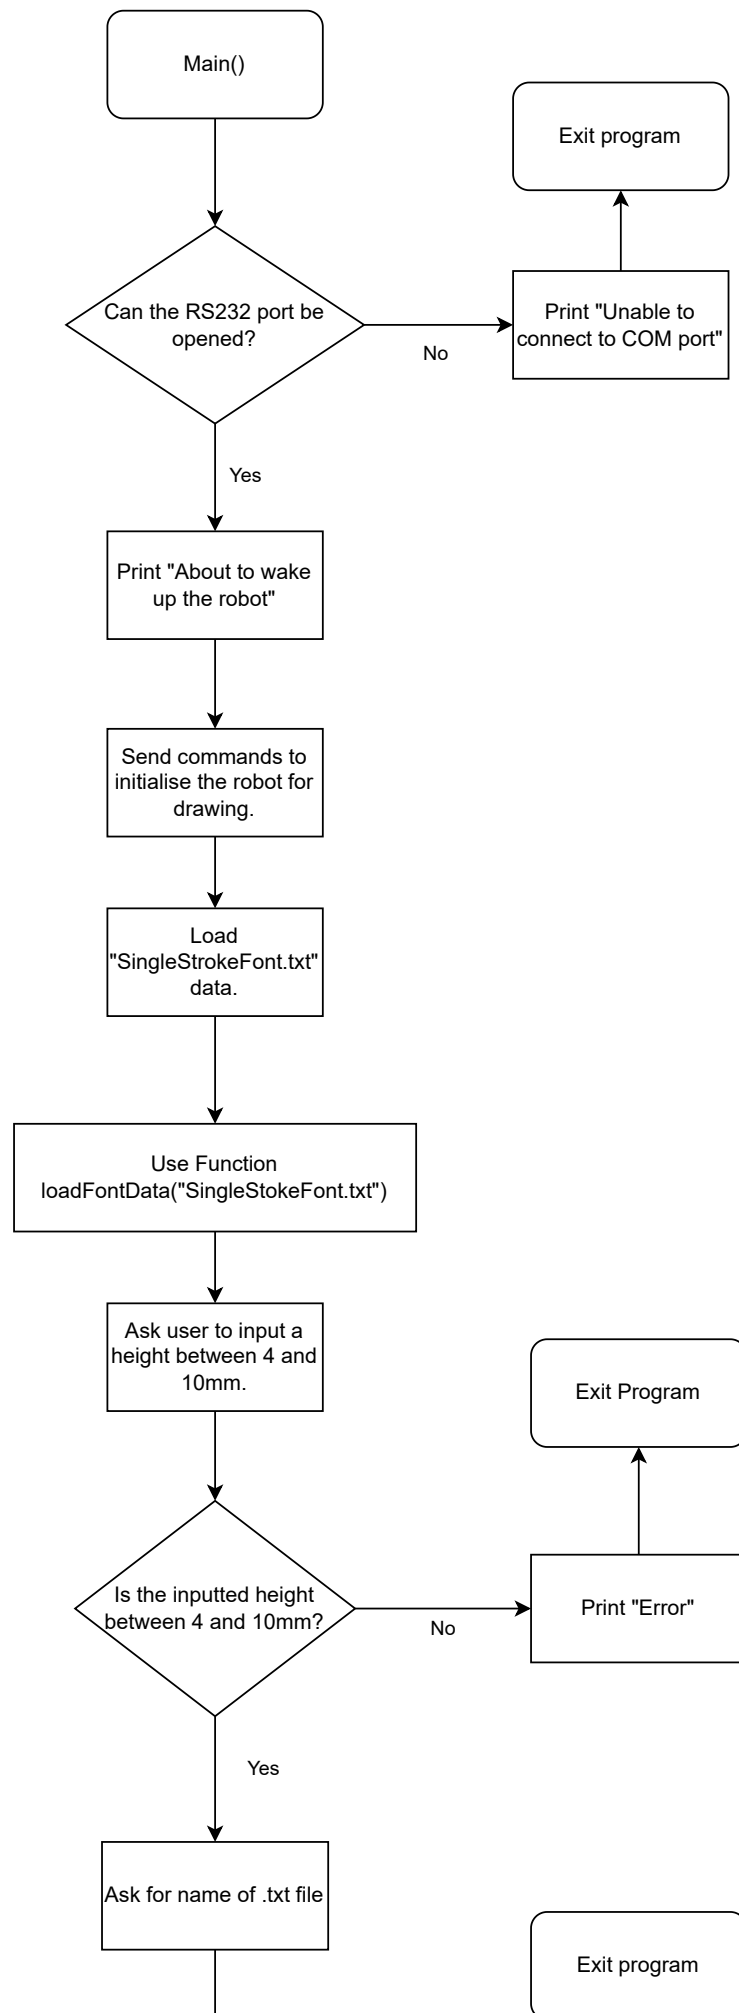 Main()
Exit program
Can the RS232 port be
opened?
No
Print "Unable to
connect to COM port"
Yes
Print "About to wake
up the robot"
Send commands to
initialise the robot for
drawing.
Load
"SingleStrokeFont.txt"
data.
Use Function
loadFontData("SingleStokeFont.txt")
Ask user to input a
height between 4 and
10mm.
Exit Program
Is the inputted height
between 4 and 10mm?
No
Print "Error"
Yes
Ask for name of .txt file
Exit program